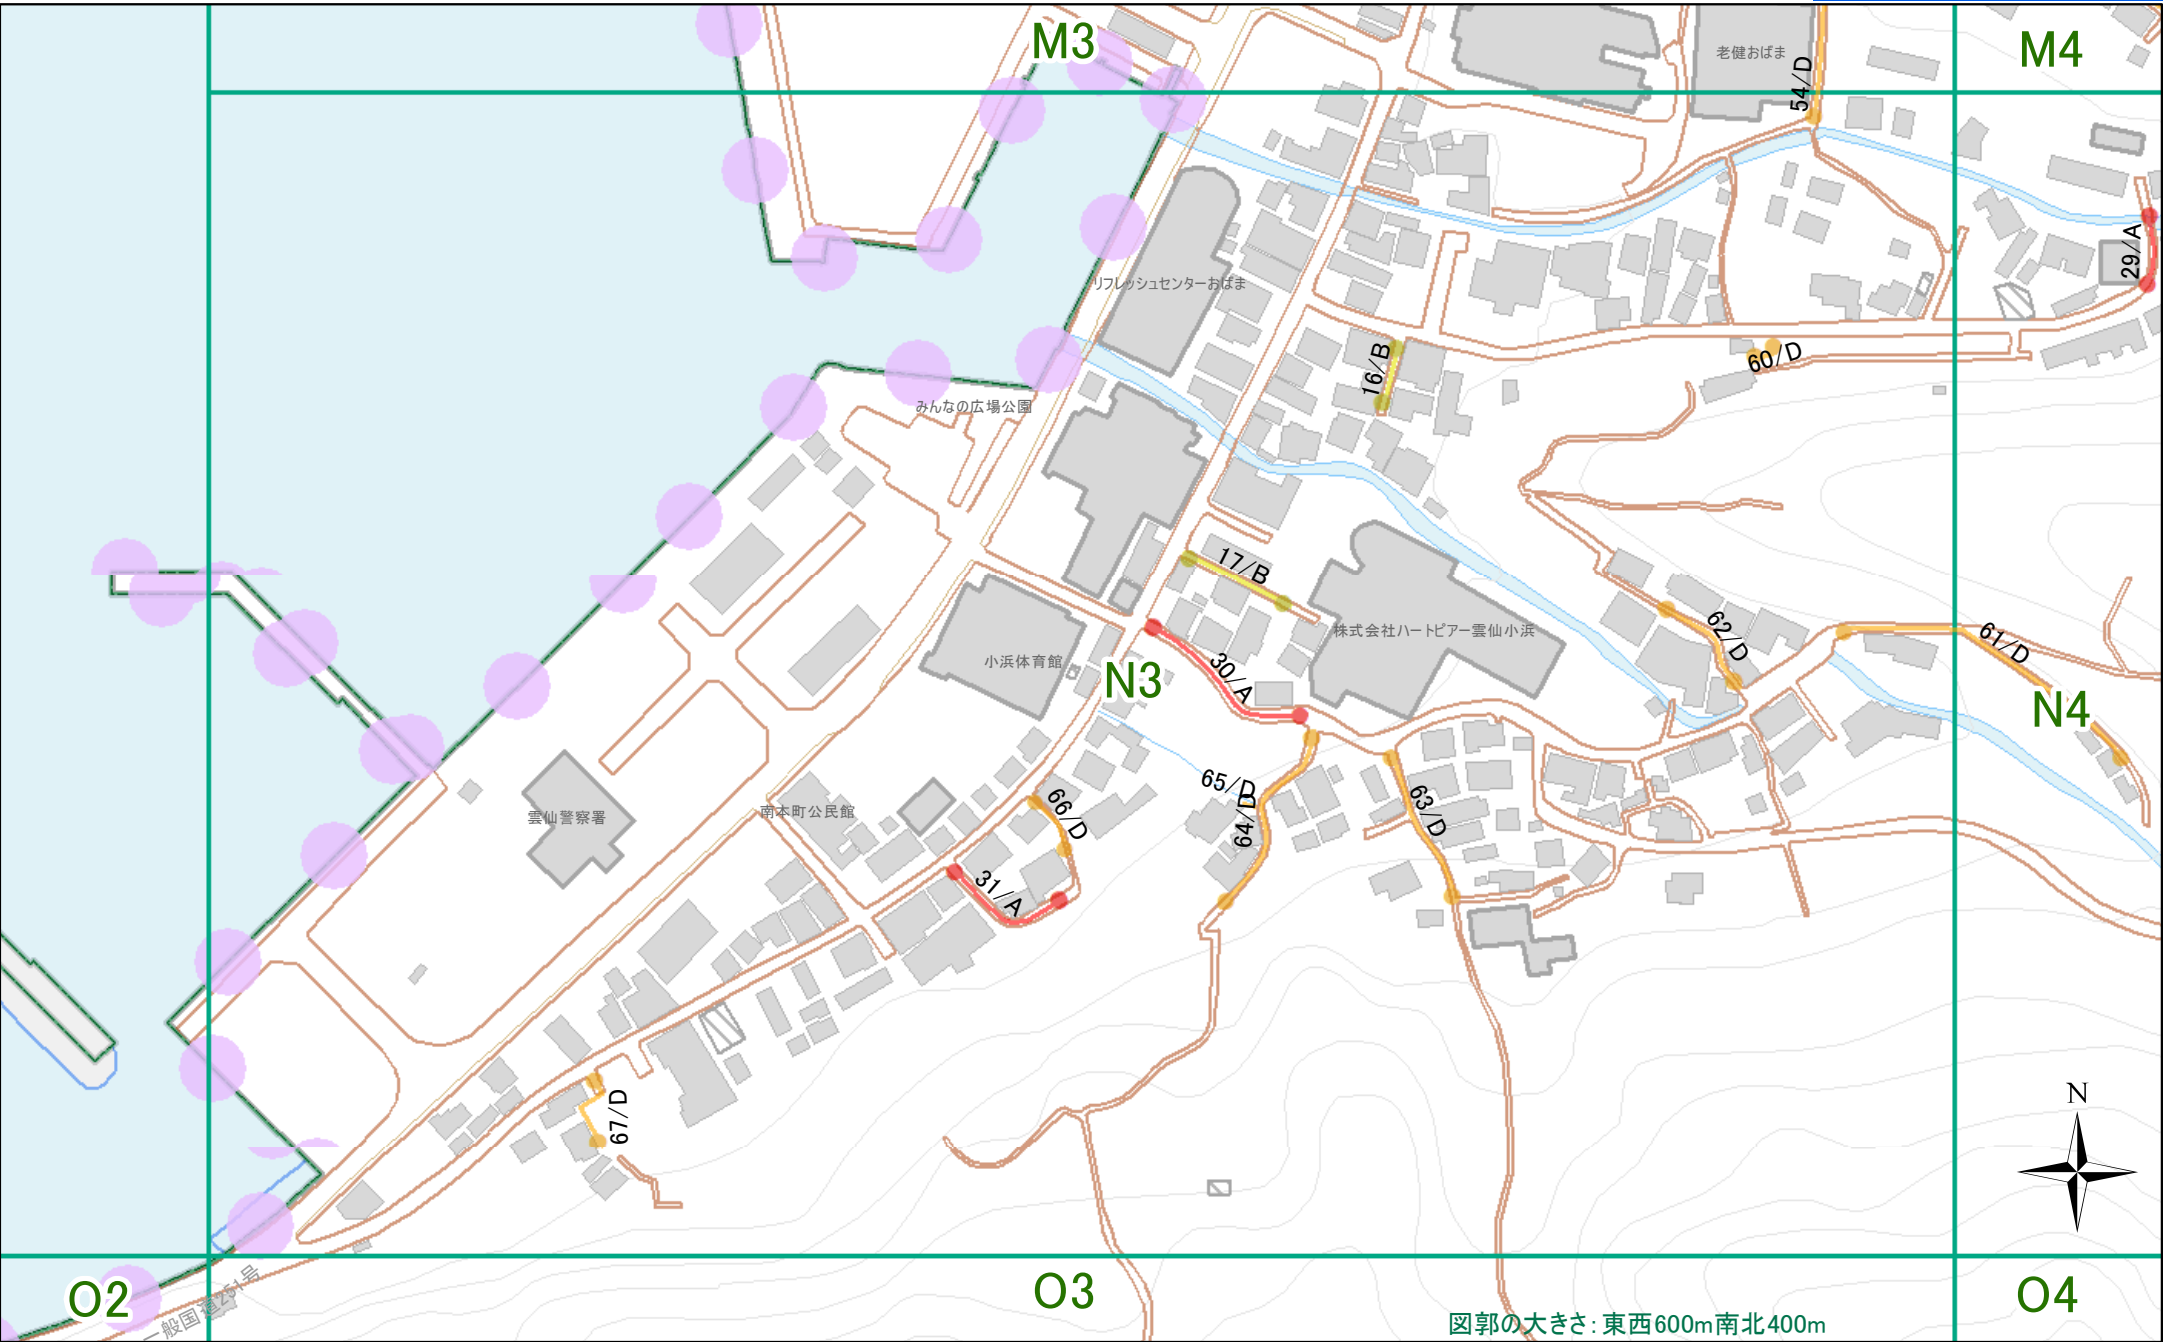 M3
M4
老健おばま
54/D
29/A
リフレッシュセンターおばま
16/B
60/D
みんなの広場公園
17/B
株式会社ハートピアー雲仙小浜
62/D
61/D
小浜体育館
N3
30/A
N4
65/D
64/D
63/D
66/D
雲仙警察署
南本町公民館
31/A
67/D
N
O2
一般国道251号
O3
O4
図郭の大きさ：東西600m南北400m